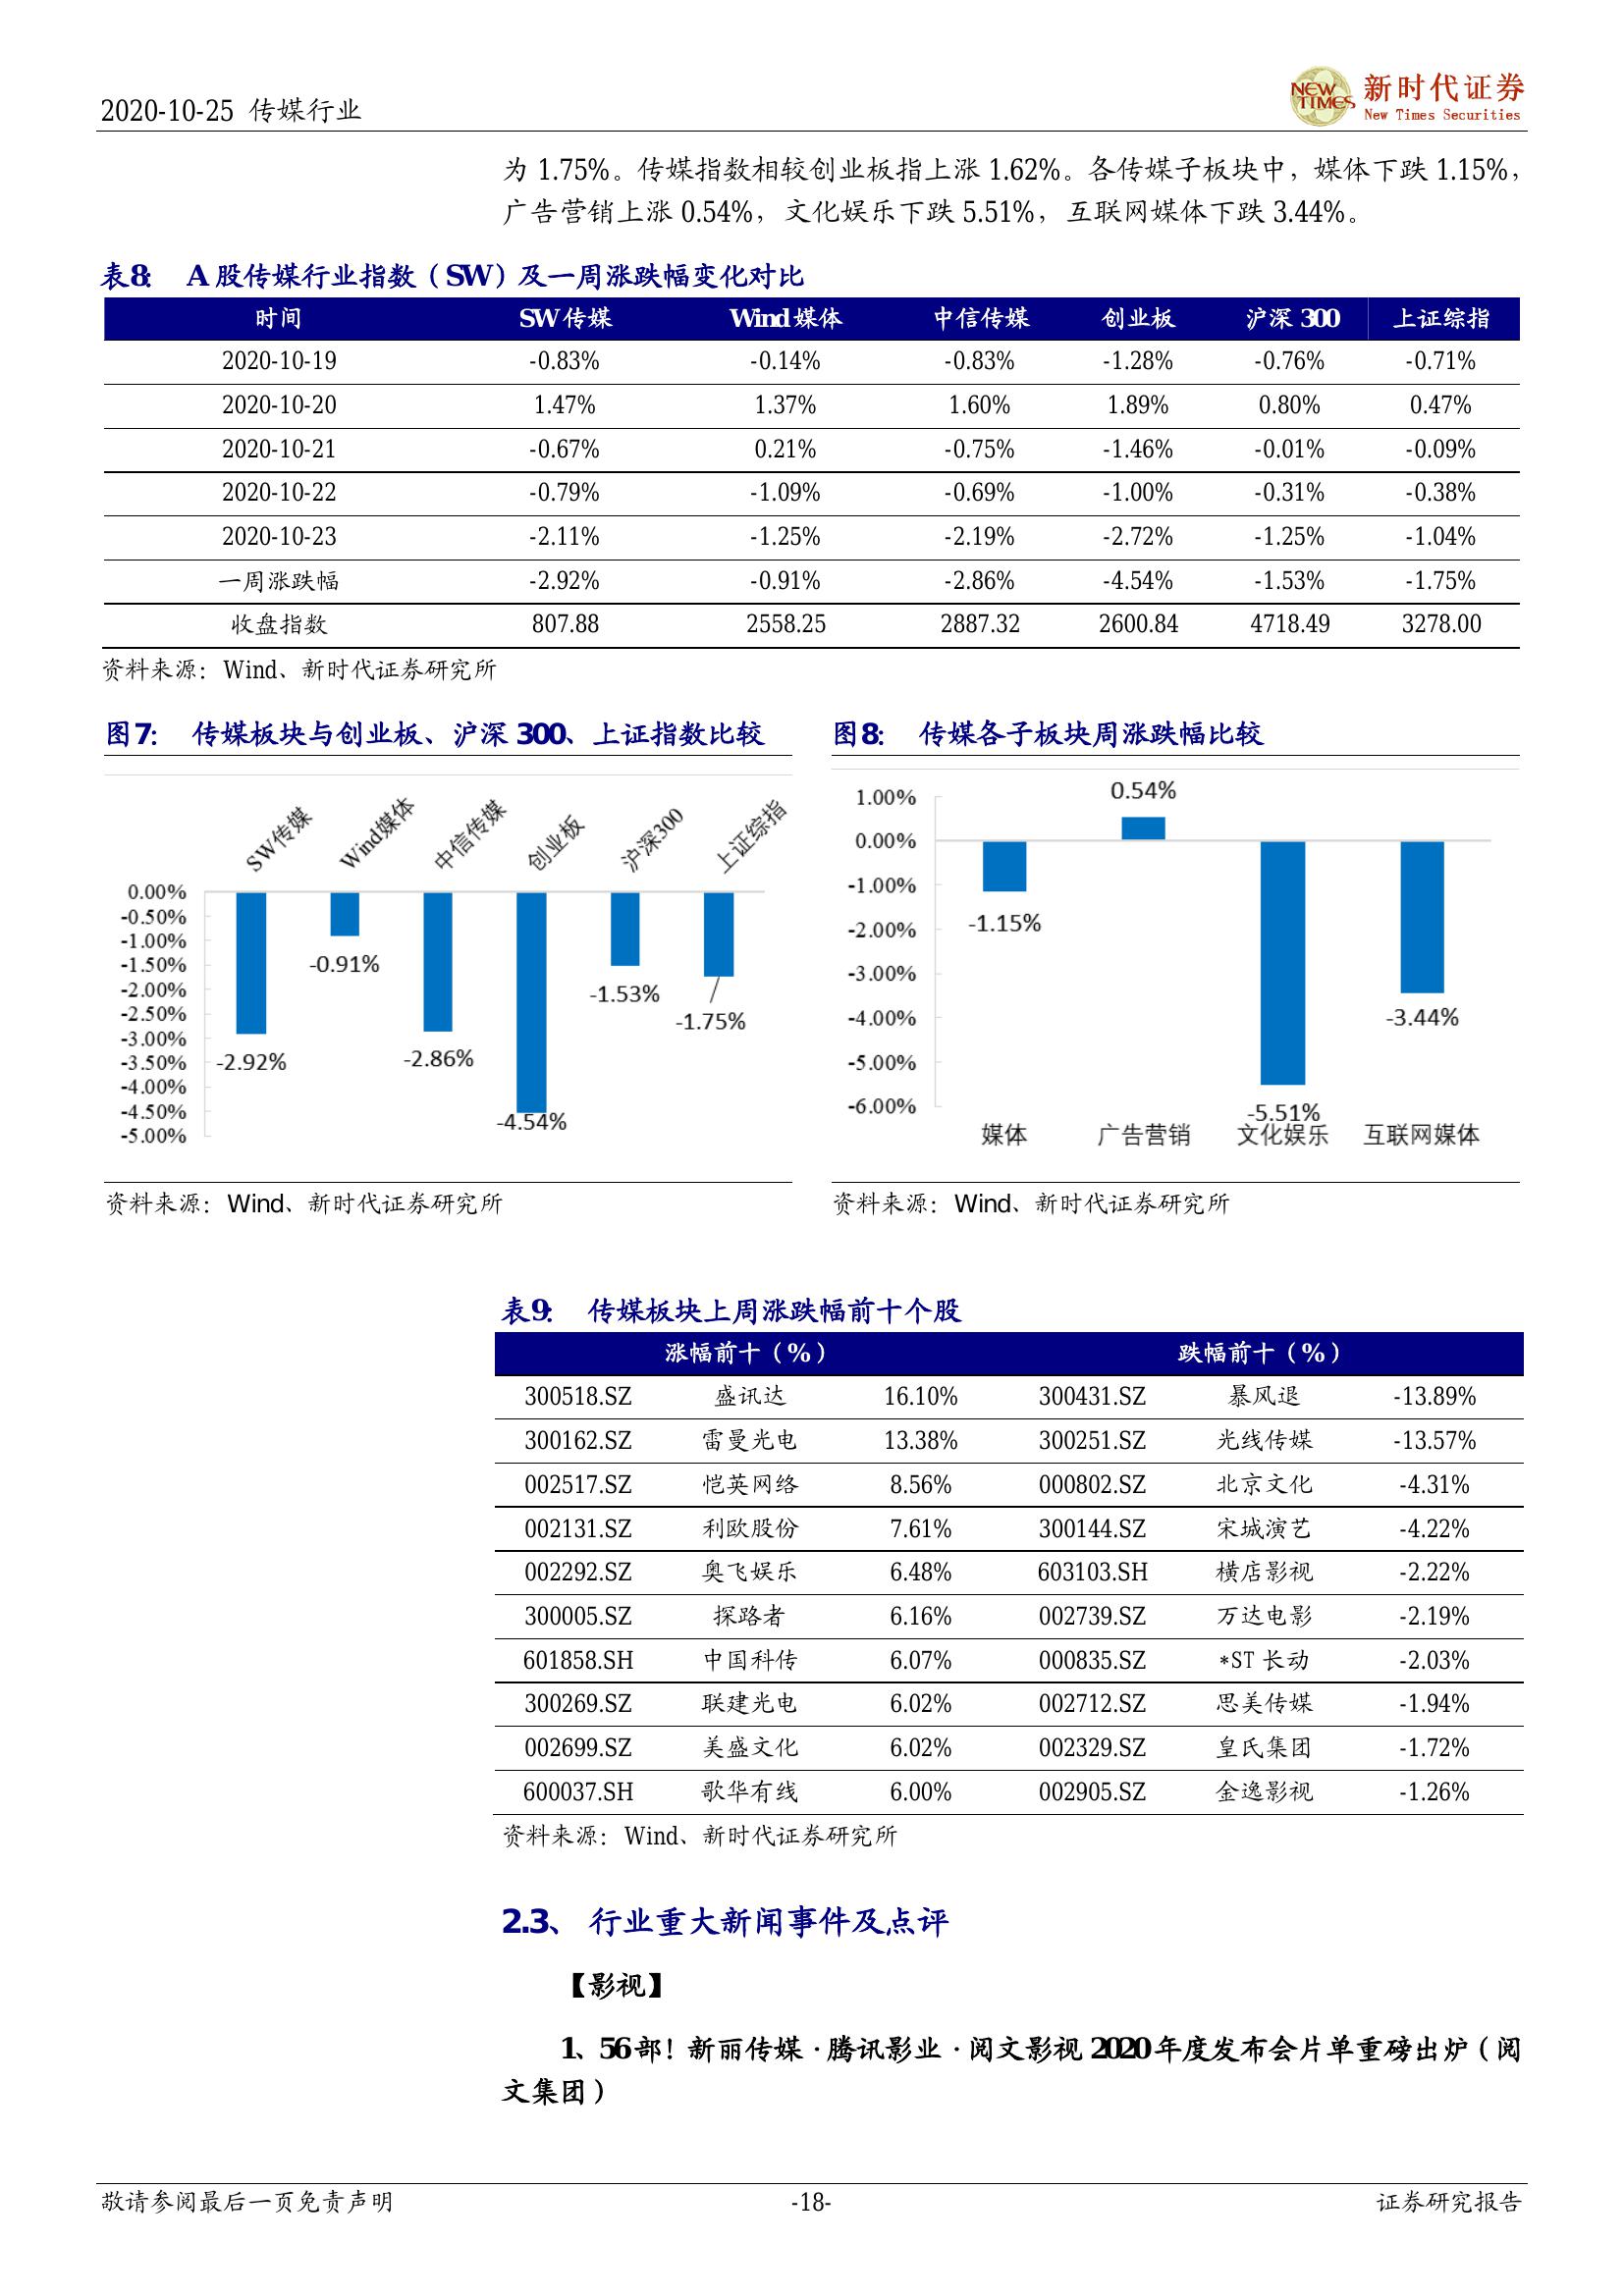 2020-10-25 传媒行业
NEW TIMES 新时代证券
New Times Securities
为 1.75%。传媒指数相较创业板指上涨 1.62%。各传媒子板块中，媒体下跌 1.15%，
广告营销上涨 0.54%，文化娱乐下跌 5.51%，互联网媒体下跌 3.44%。
表8： A 股传媒行业指数（SW）及一周涨跌幅变化对比
时间 SW 传媒 Wind 媒体 中信传媒 创业板 沪深 300 上证综指
2020-10-19 -0.83% -0.14% -0.83% -1.28% -0.76% -0.71%
2020-10-20 1.47% 1.37% 1.60% 1.89% 0.80% 0.47%
2020-10-21 -0.67% 0.21% -0.75% -1.46% -0.01% -0.09%
2020-10-22 -0.79% -1.09% -0.69% -1.00% -0.31% -0.38%
2020-10-23 -2.11% -1.25% -2.19% -2.72% -1.25% -1.04%
一周涨跌幅 -2.92% -0.91% -2.86% -4.54% -1.53% -1.75%
收盘指数 807.88 2558.25 2887.32 2600.84 4718.49 3278.00
资料来源：Wind、新时代证券研究所
图7： 传媒板块与创业板、沪深 300、上证指数比较
SW传媒 Wind媒体 中信传媒 创业板 沪深300 上证综指
0.00%
-0.50%
-1.00%
-1.50%
-2.00%
-2.50%
-3.00%
-3.50%
-4.00%
-4.50%
-5.00%
-2.92% -0.91% -2.86% -4.54% -1.53% -1.75%
资料来源：Wind、新时代证券研究所
图8： 传媒各子板块周涨跌幅比较
1.00%
0.00%
-1.00%
-2.00%
-3.00%
-4.00%
-5.00%
-6.00%
-1.15% 0.54% -5.51% -3.44%
媒体 广告营销 文化娱乐 互联网媒体
资料来源：Wind、新时代证券研究所
表9： 传媒板块上周涨跌幅前十个股
涨幅前十（%） 跌幅前十（%）
300518.SZ 盛讯达 16.10% 300431.SZ 暴风退 -13.89%
300162.SZ 雷曼光电 13.38% 300251.SZ 光线传媒 -13.57%
002517.SZ 恺英网络 8.56% 000802.SZ 北京文化 -4.31%
002131.SZ 利欧股份 7.61% 300144.SZ 宋城演艺 -4.22%
002292.SZ 奥飞娱乐 6.48% 603103.SH 横店影视 -2.22%
300005.SZ 探路者 6.16% 002739.SZ 万达电影 -2.19%
601858.SH 中国科传 6.07% 000835.SZ *ST 长动 -2.03%
300269.SZ 联建光电 6.02% 002712.SZ 思美传媒 -1.94%
002699.SZ 美盛文化 6.02% 002329.SZ 皇氏集团 -1.72%
600037.SH 歌华有线 6.00% 002905.SZ 金逸影视 -1.26%
资料来源：Wind、新时代证券研究所
2.3、 行业重大新闻事件及点评
【影视】
1、56 部！新丽传媒·腾讯影业·阅文影视 2020 年度发布会片单重磅出炉（阅
文集团）
敬请参阅最后一页免责声明 -18- 证券研究报告